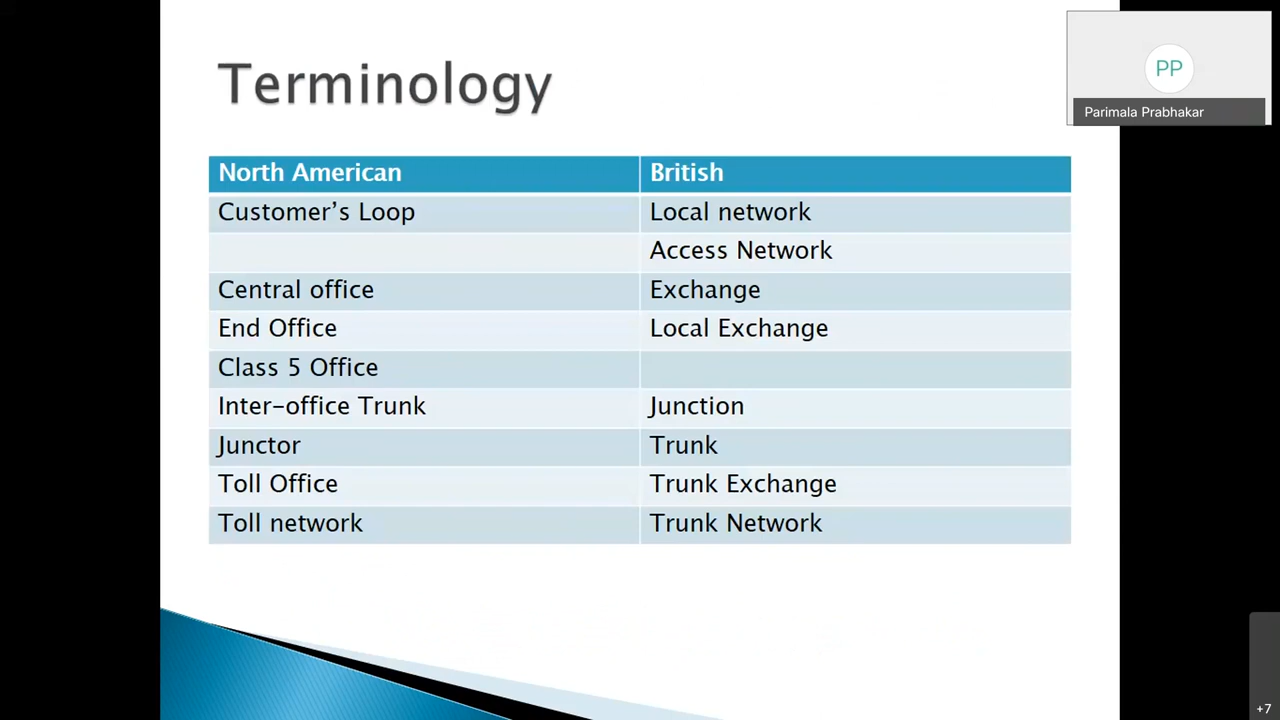 Terminology
PP
Parimala Prabhakar
North American British
Customer’s Loop Local network
Access Network
Central office Exchange
End Office Local Exchange
Class 5 Office
Inter-office Trunk Junction
Junctor Trunk
Toll Office Trunk Exchange
Toll network Trunk Network
+7